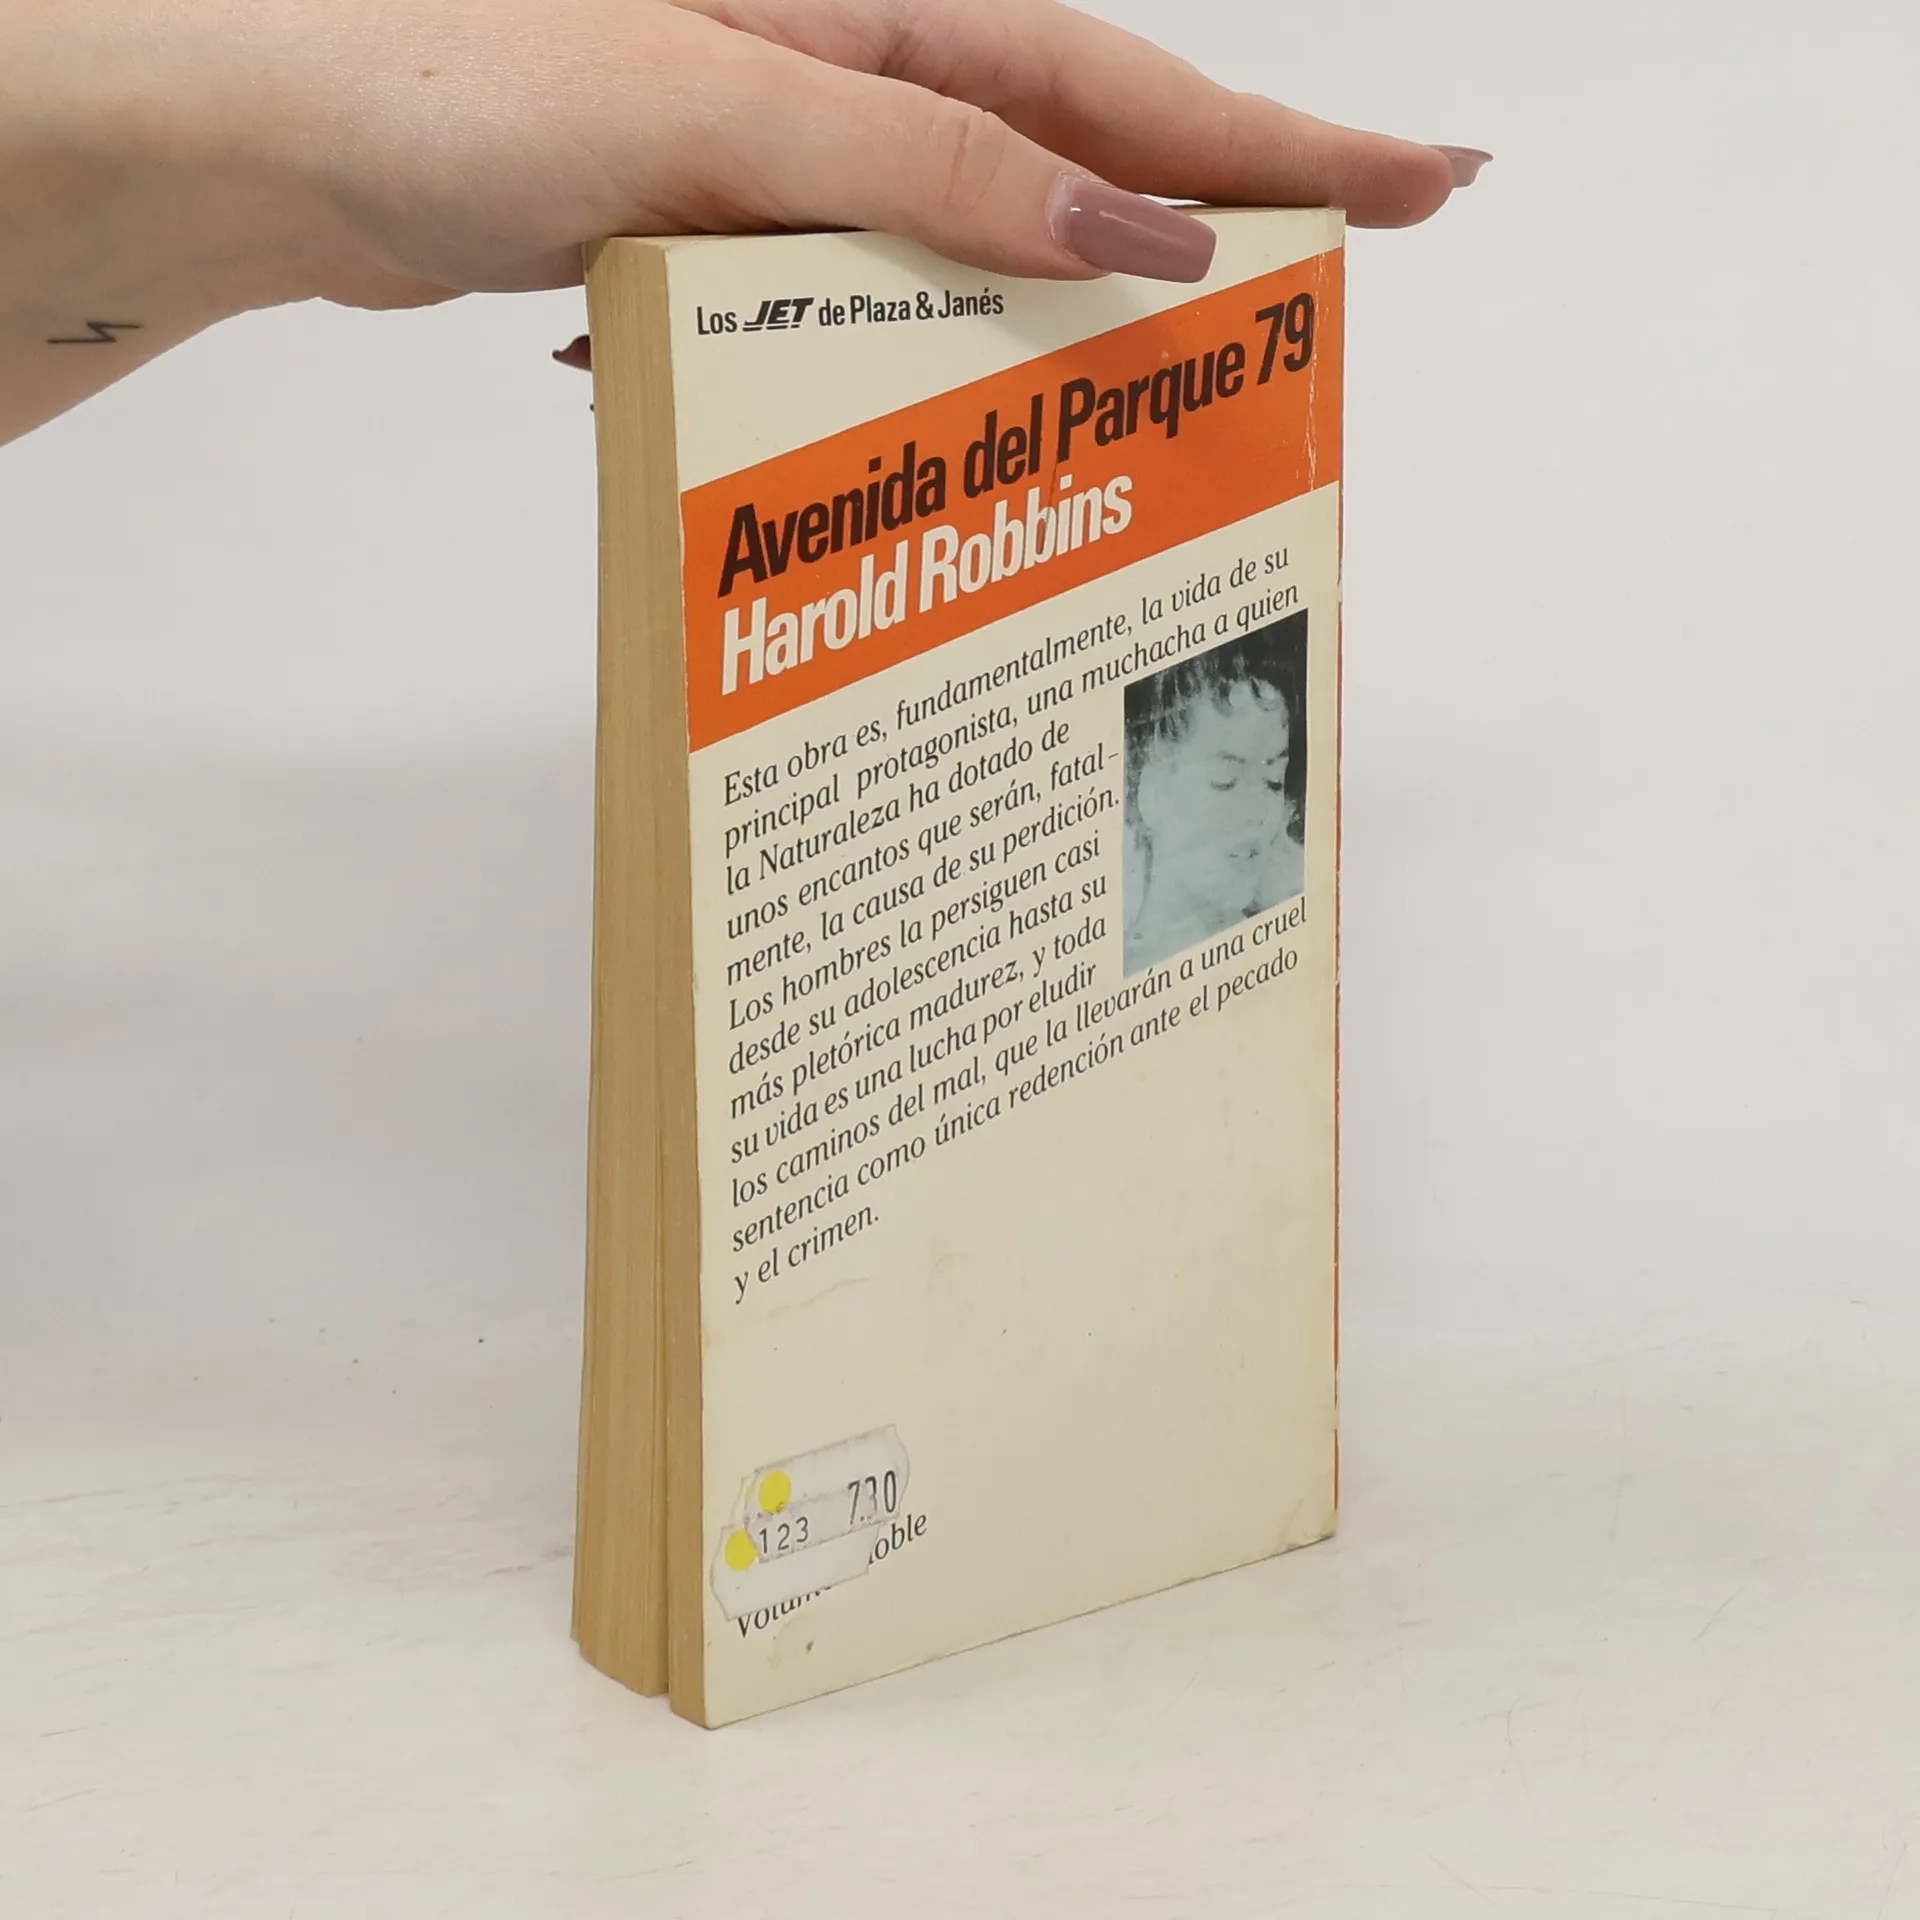 Los JET de Plaza & Janés
Avenida del Parque 79
Harold Robbins
Esta obra es, fundamentalmente, la vida de su
principal protagonista, una muchacha a quien
la Naturaleza ha dotado de
unos encantos que serán, fatal-
mente, la causa de su perdición.
Los hombres la persiguen casi
desde su adolescencia hasta su
más pletórica madurez, y toda
su vida es una lucha por eludir
los caminos del mal, que la llevarán a una cruel
sentencia como única redención ante el pecado
y el crimen.
7.30
123